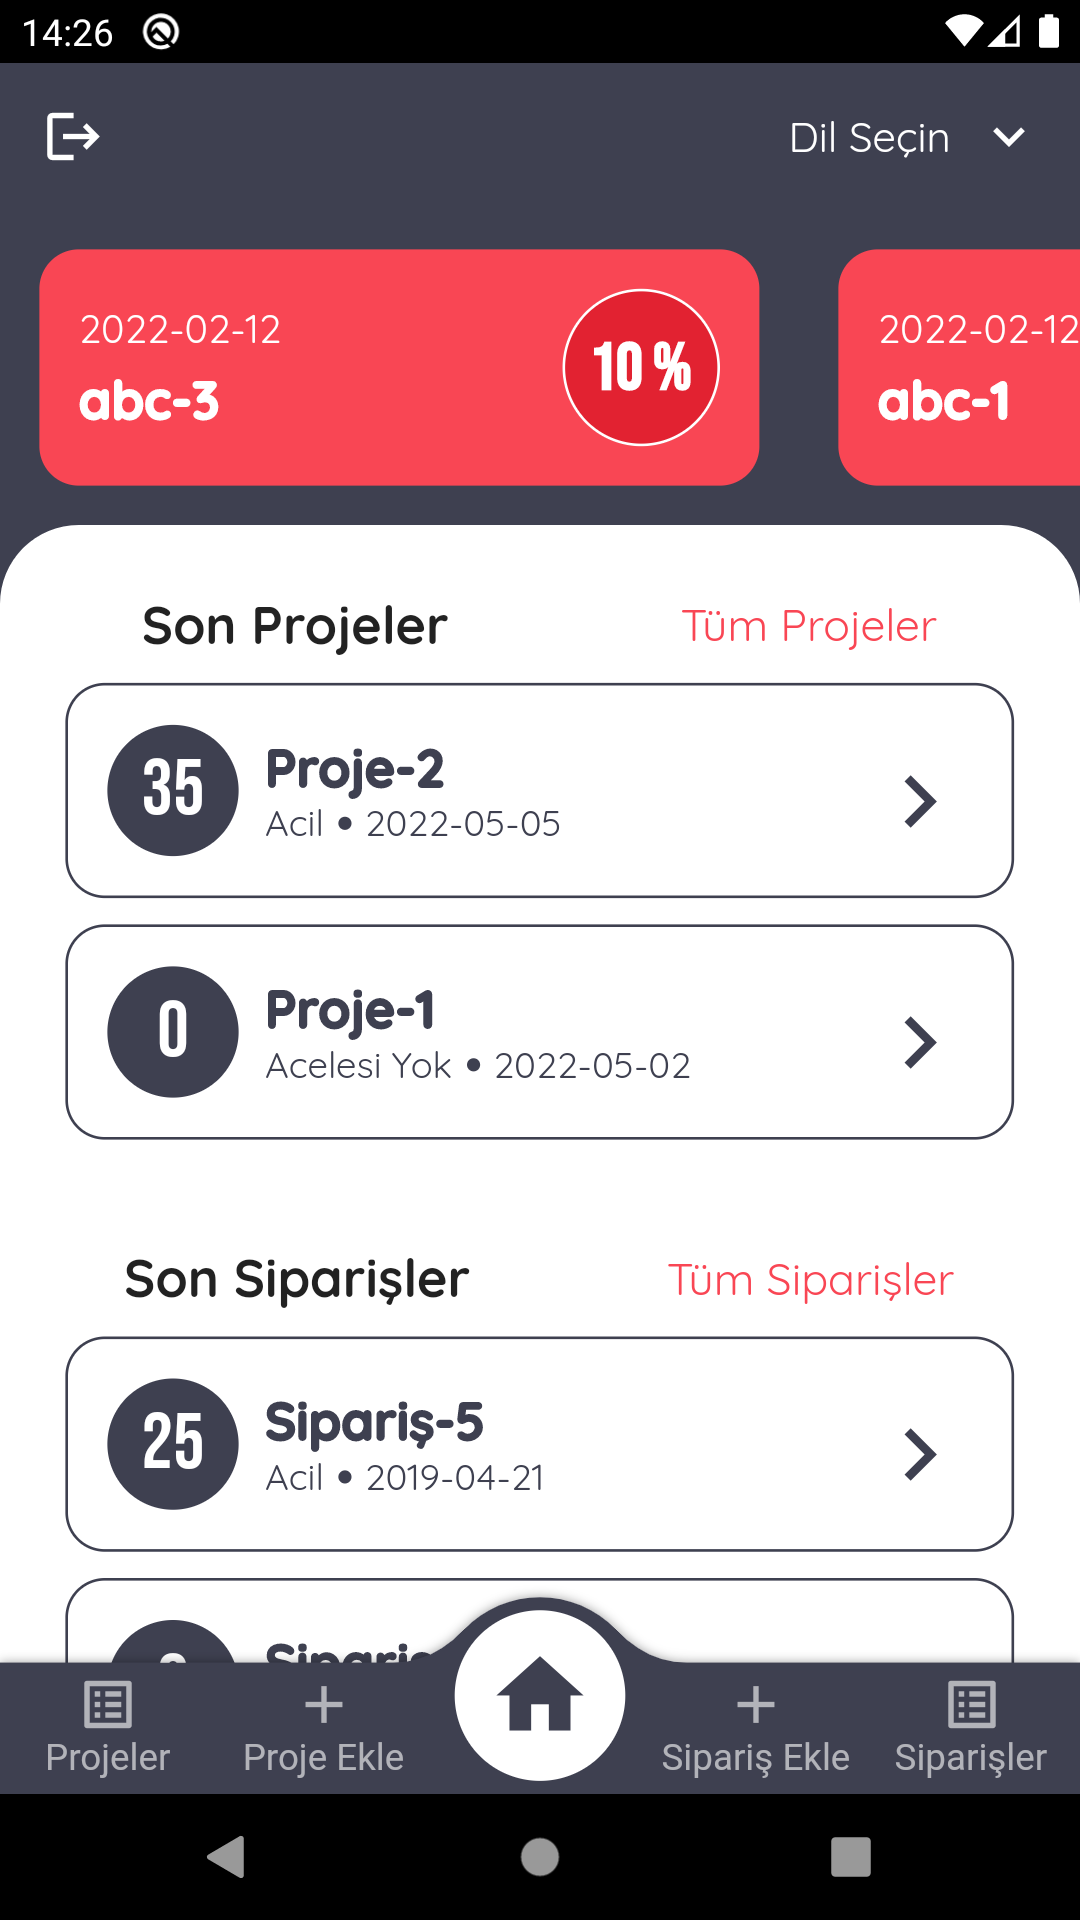 14:26
Dil Seçin
2022-02-12
abc-3
10 %
2022-02-12
abc-1
Son Projeler
Tüm Projeler
35
Proje-2
Acil • 2022-05-05
0
Proje-1
Acelesi Yok • 2022-05-02
Son Siparişler
Tüm Siparişler
25
Sipariş-5
Acil • 2019-04-21
Projeler
Proje Ekle
Sipariş Ekle
Siparişler